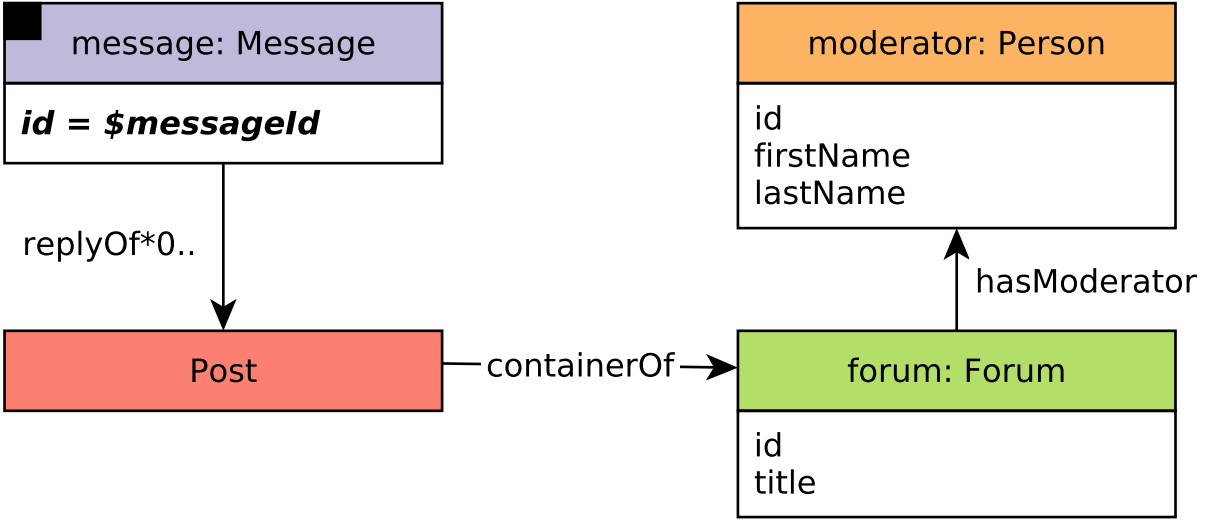 message: Message
id = $messageId
replyOf*0..
Post
containerOf
moderator: Person
id
firstName
lastName
hasModerator
forum: Forum
id
title